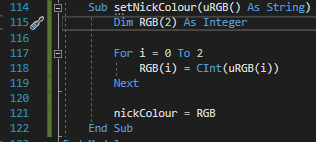 114 Sub setNickColour(uRGB() As String)
115 Dim RGB(2) As Integer
116
117 For i = 0 To 2
118 RGB(i) = CInt(uRGB(i))
119 Next
120
121 nickColour = RGB
122 End Sub